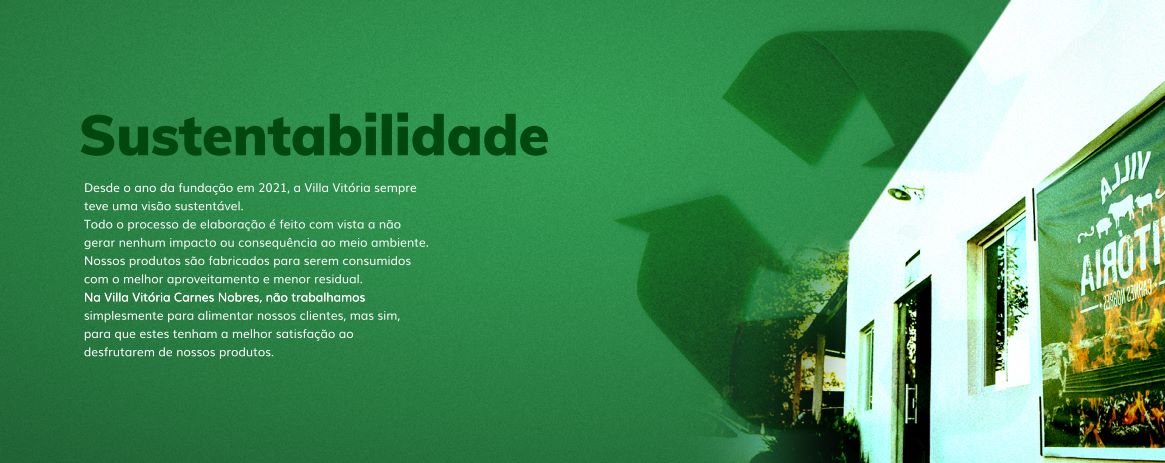 Sustentabilidade
Desde o ano da fundação em 2021, a Villa Vitória sempre
teve uma visão sustentável.
Todo o processo de elaboração é feito com vista a não
gerar nenhum impacto ou consequência ao meio ambiente.
Nossos produtos são fabricados para serem consumidos
com o melhor aproveitamento e menor residual.
Na Villa Vitória Carnes Nobres, não trabalhamos
simplesmente para alimentar nossos clientes, mas sim,
para que estes tenham a melhor satisfação ao
desfrutarem de nossos produtos.
VILLA
VITÓRIA
CARNES NOBRES